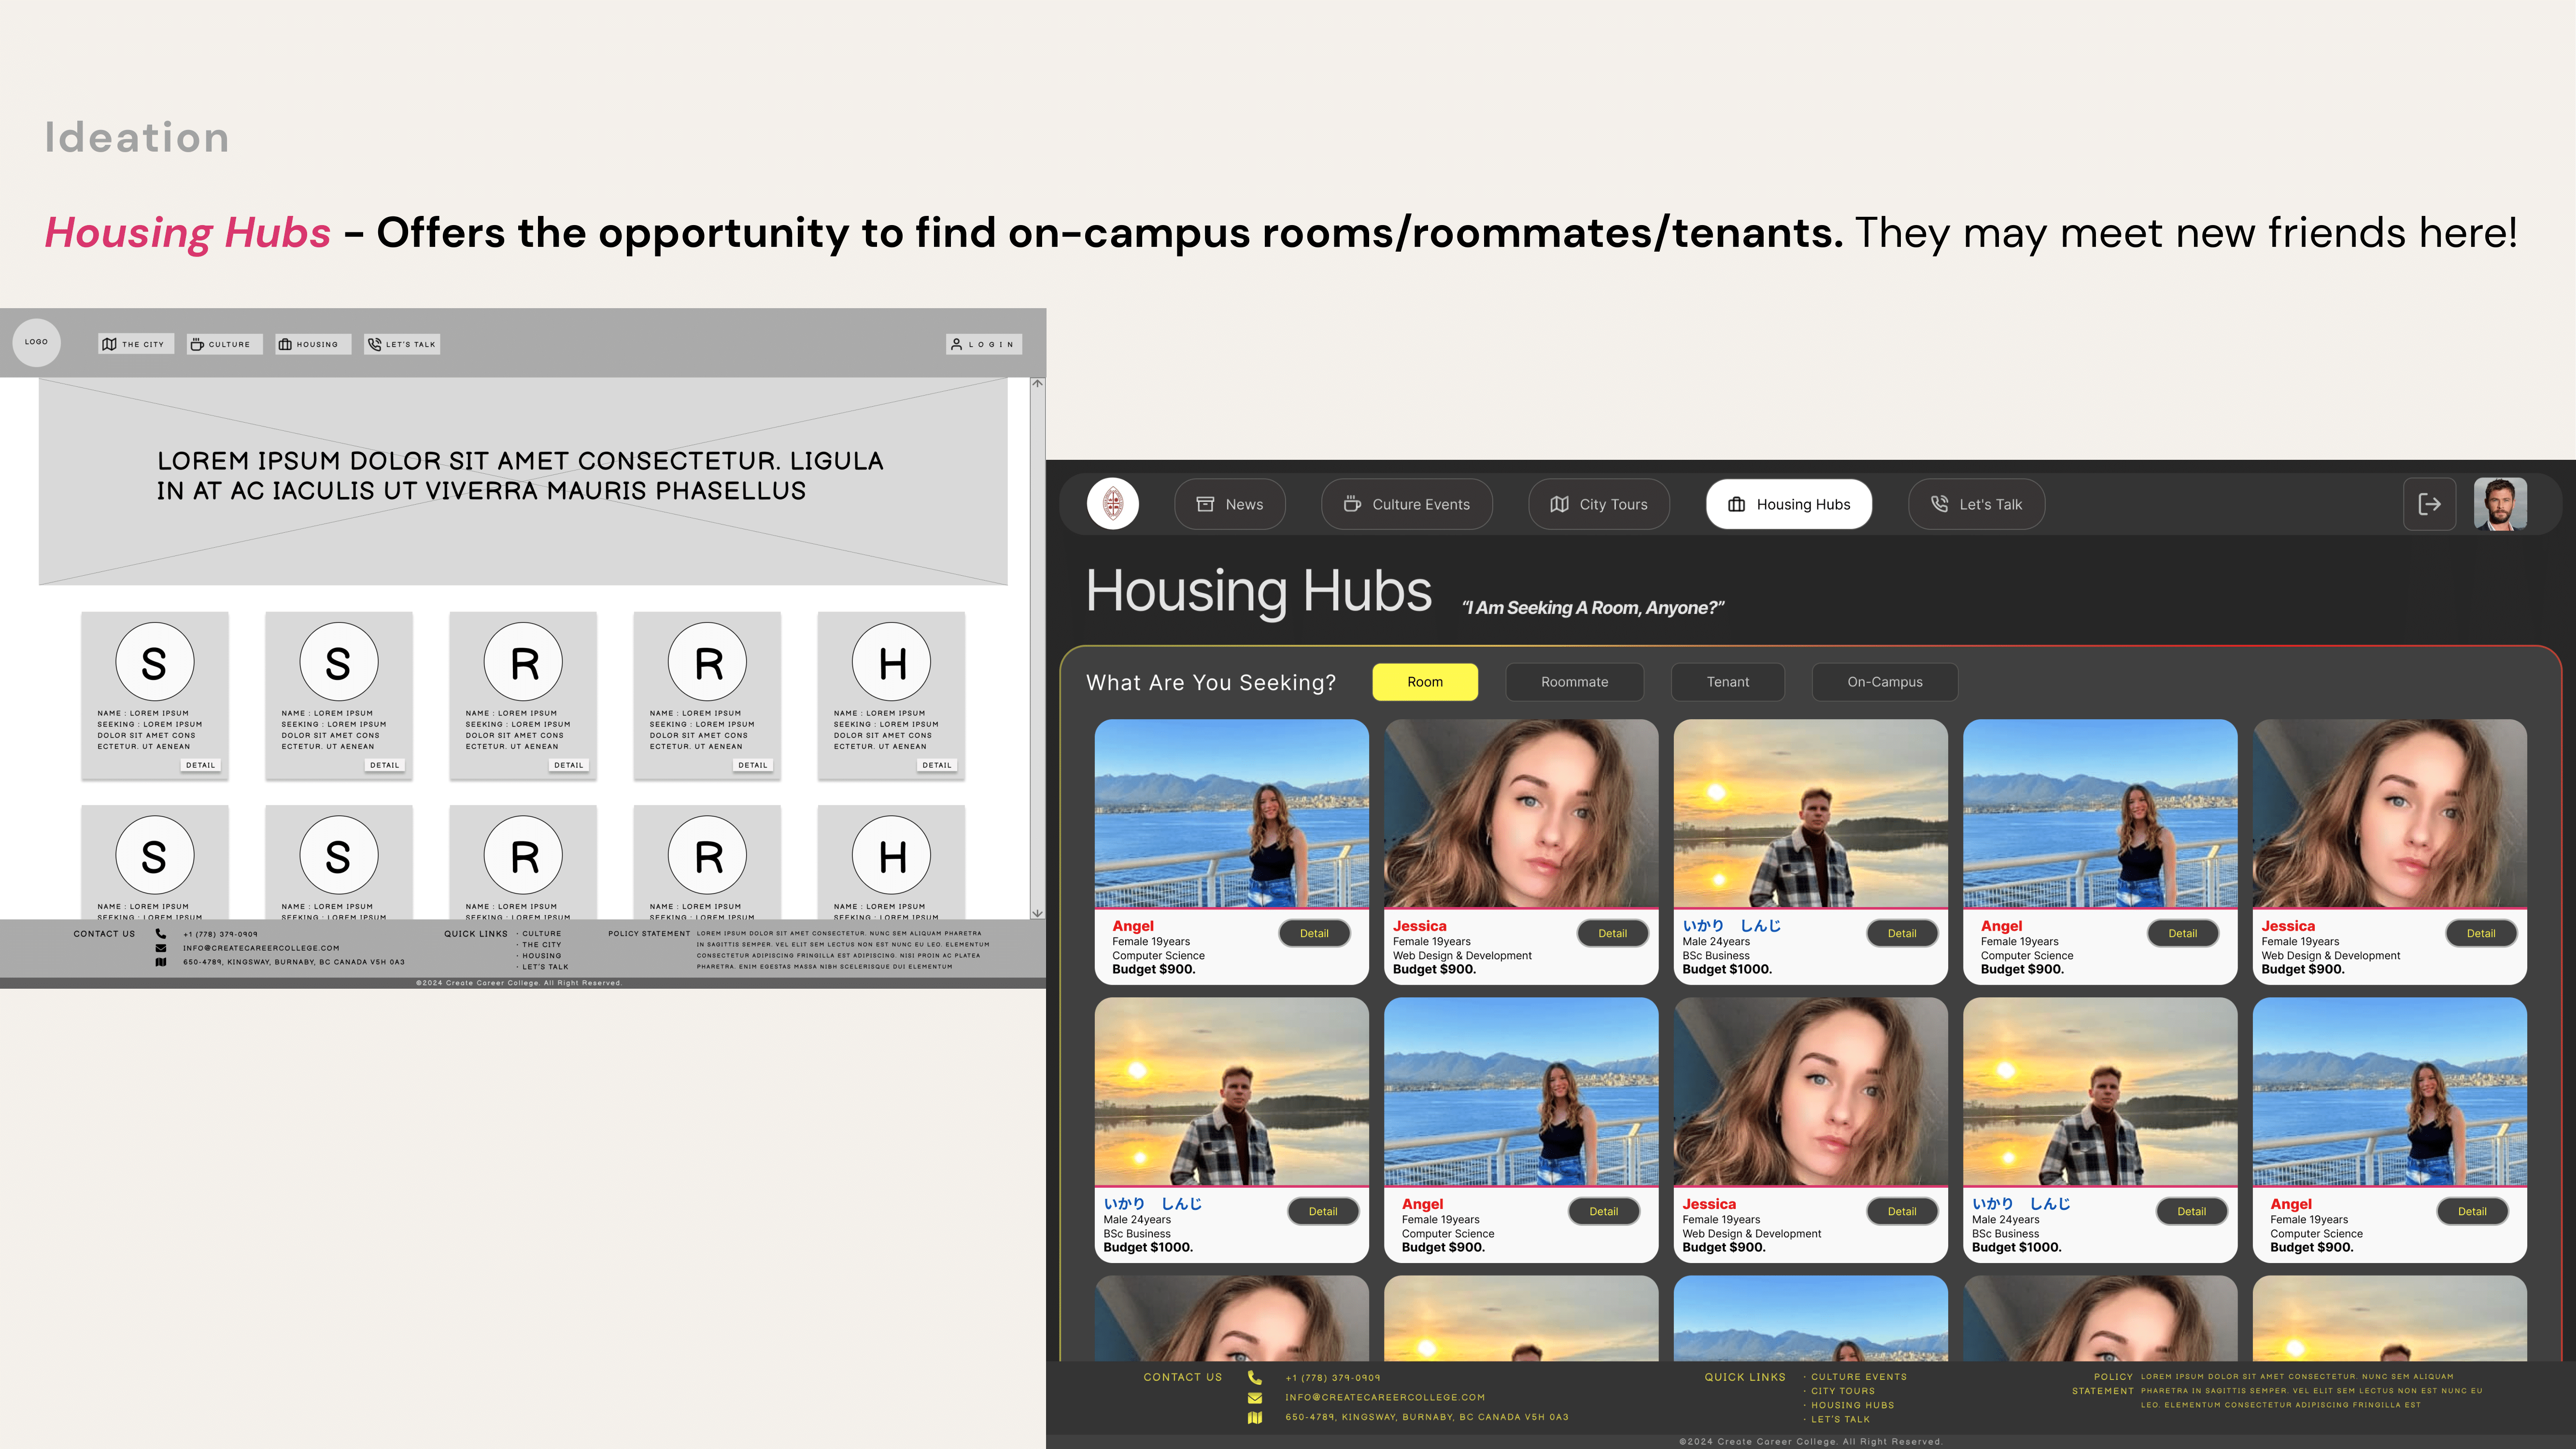 Ideation
Housing Hubs - Offers the opportunity to find on-campus rooms/roommates/tenants. They may meet new friends here!
LOGO
THE CITY
CULTURE
HOUSING
LET'S TALK
LOGIN
LOREM IPSUM DOLOR SIT AMET CONSECTETUR. LIGULA
IN AT AC IACULIS UT VIVERRA MAURIS PHASELLUS
S
NAME : LOREM IPSUM
SEEKING : LOREM IPSUM
DOLOR SIT AMET CONS
ECTETUR. UT AENEAN
DETAIL
S
NAME : LOREM IPSUM
SEEKING : LOREM IPSUM
DOLOR SIT AMET CONS
ECTETUR. UT AENEAN
DETAIL
R
NAME : LOREM IPSUM
SEEKING : LOREM IPSUM
DOLOR SIT AMET CONS
ECTETUR. UT AENEAN
DETAIL
R
NAME : LOREM IPSUM
SEEKING : LOREM IPSUM
DOLOR SIT AMET CONS
ECTETUR. UT AENEAN
DETAIL
H
NAME : LOREM IPSUM
SEEKING : LOREM IPSUM
DOLOR SIT AMET CONS
ECTETUR. UT AENEAN
DETAIL
S
NAME : LOREM IPSUM
SEEKING : LOREM IPSUM
S
NAME : LOREM IPSUM
SEEKING : LOREM IPSUM
R
NAME : LOREM IPSUM
SEEKING : LOREM IPSUM
R
NAME : LOREM IPSUM
SEEKING : LOREM IPSUM
H
NAME : LOREM IPSUM
SEEKING : LOREM IPSUM
CONTACT US
+1 (778) 379-0909
INFO@CREATECAREERCOLLEGE.COM
650-4789, KINGSWAY, BURNABY, BC CANADA V5H 0A3
QUICK LINKS
· CULTURE
· THE CITY
· HOUSING
· LET'S TALK
POLICY STATEMENT
LOREM IPSUM DOLOR SIT AMET CONSECTETUR. NUNC SEM ALIQUAM PHARETRA
IN SAGITTIS SEMPER. VEL ELIT SEM LECTUS NON EST NUNC EU LEO. ELEMENTUM
CONSECTETUR ADIPISCING FRINGILLA EST ADIPISCING. NISI PROIN AC PLATEA
PHARETRA. ENIM EGESTAS MASSA NIBH SCELERISQUE DUI ELEMENTUM
©2024 Create Career College. All Right Reserved.
News
Culture Events
City Tours
Housing Hubs
Let's Talk
Housing Hubs
“I Am Seeking A Room, Anyone?”
What Are You Seeking?
Room
Roommate
Tenant
On-Campus
Angel
Female 19years
Computer Science
Budget $900.
Detail
Jessica
Female 19years
Web Design & Development
Budget $900.
Detail
いかり　しんじ
Male 24years
BSc Business
Budget $1000.
Detail
Angel
Female 19years
Computer Science
Budget $900.
Detail
Jessica
Female 19years
Web Design & Development
Budget $900.
Detail
いかり　しんじ
Male 24years
BSc Business
Budget $1000.
Detail
Angel
Female 19years
Computer Science
Budget $900.
Detail
Jessica
Female 19years
Web Design & Development
Budget $900.
Detail
いかり　しんじ
Male 24years
BSc Business
Budget $1000.
Detail
Angel
Female 19years
Computer Science
Budget $900.
Detail
CONTACT US
+1 (778) 379-0909
INFO@CREATECAREERCOLLEGE.COM
650-4789, KINGSWAY, BURNABY, BC CANADA V5H 0A3
QUICK LINKS
· CULTURE EVENTS
· CITY TOURS
· HOUSING HUBS
· LET'S TALK
POLICY
STATEMENT
LOREM IPSUM DOLOR SIT AMET CONSECTETUR. NUNC SEM ALIQUAM
PHARETRA IN SAGITTIS SEMPER. VEL ELIT SEM LECTUS NON EST NUNC EU
LEO. ELEMENTUM CONSECTETUR ADIPISCING FRINGILLA EST
©2024 Create Career College. All Right Reserved.